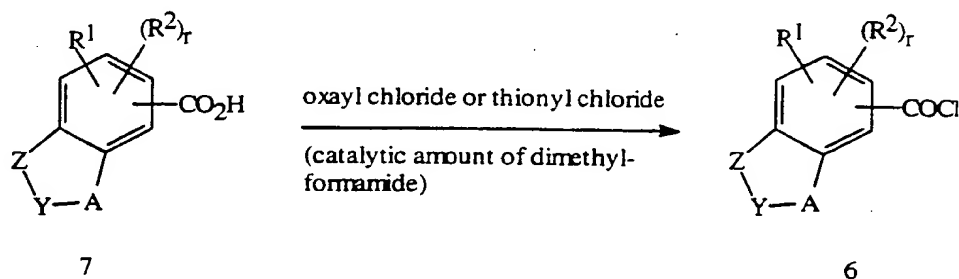 R¹ (R²)r
CO₂H
Z
Y—A
7
oxayl chloride or thionyl chloride
(catalytic amount of dimethyl-
formamide)
R¹ (R²)r
COCl
Z
Y—A
6